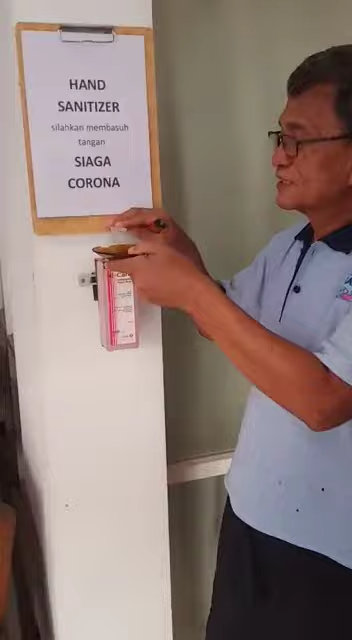 HAND
SANITIZER
silahkan membasuh
tangan
SIAGA
CORONA